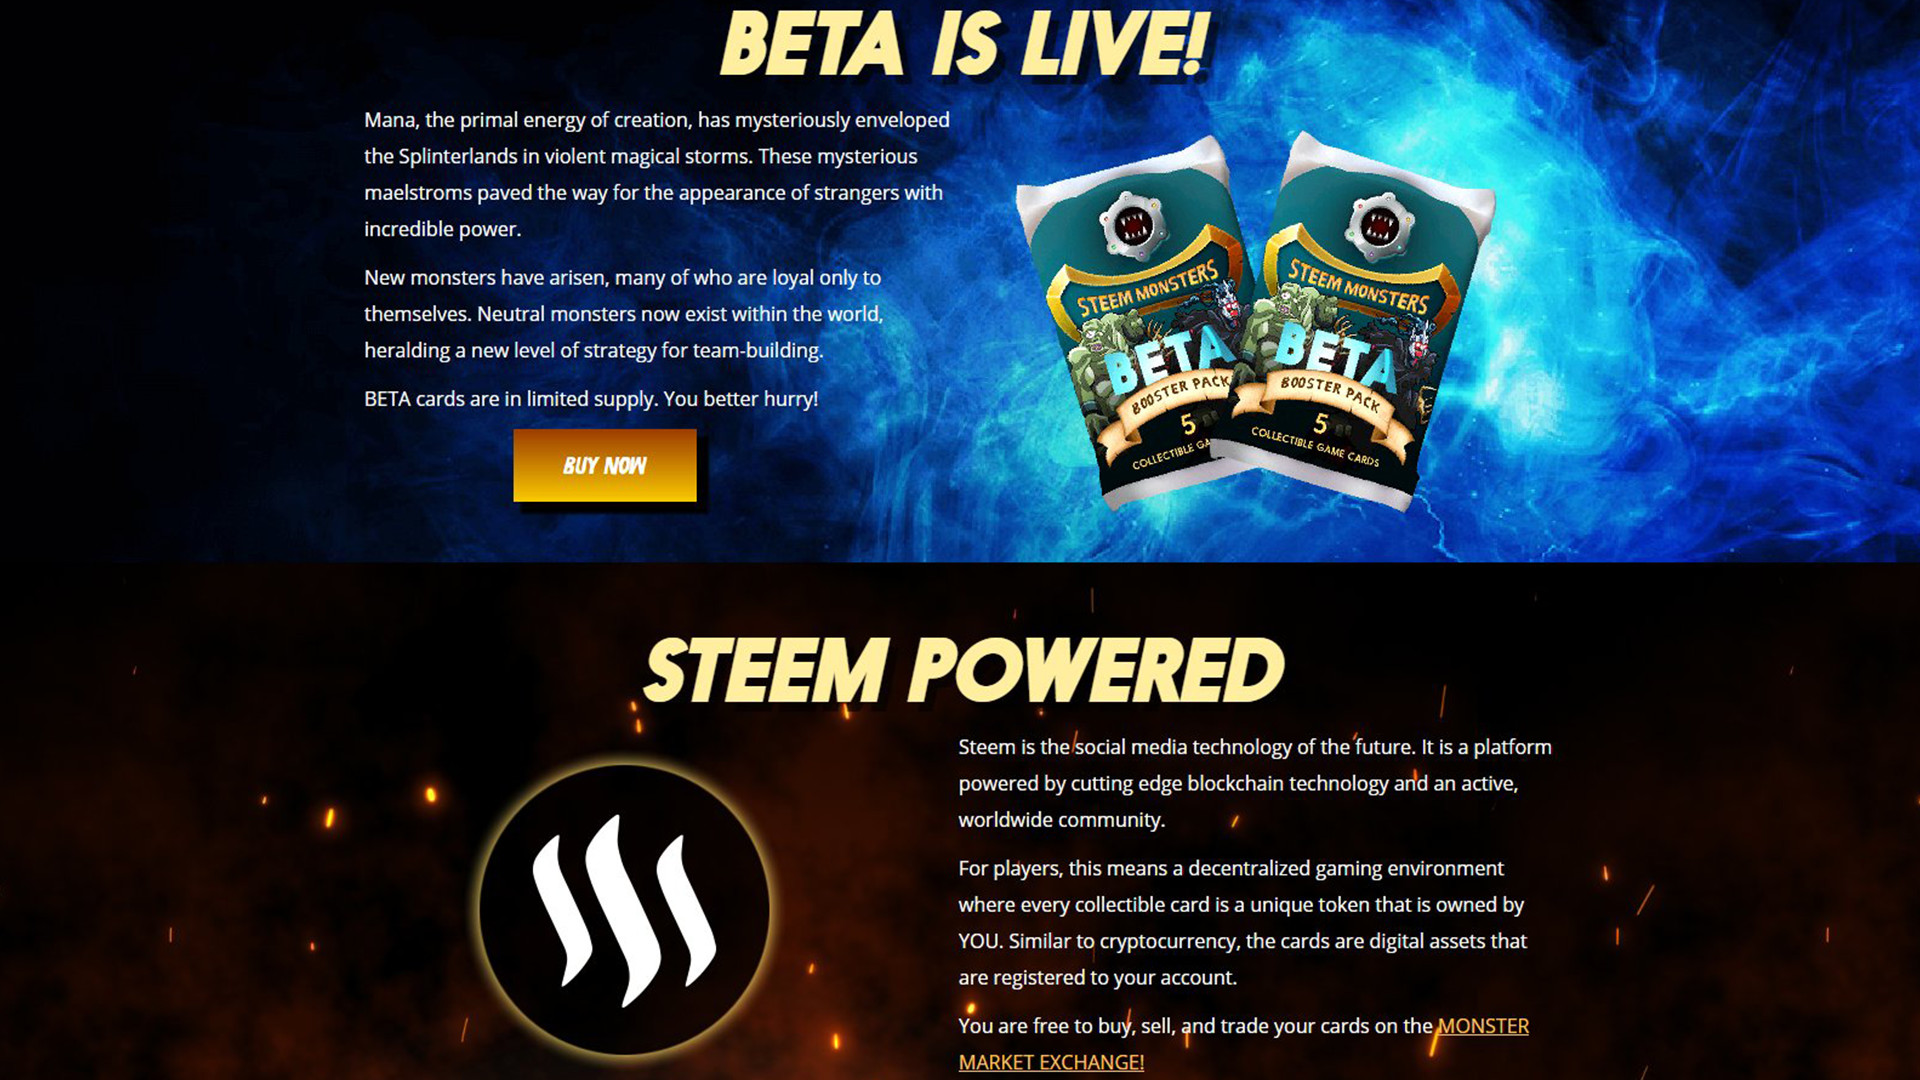 BETA IS LIVE!
Mana, the primal energy of creation, has mysteriously enveloped
the Splinterlands in violent magical storms. These mysterious
maelstroms paved the way for the appearance of strangers with
incredible power.
New monsters have arisen, many of who are loyal only to
themselves. Neutral monsters now exist within the world,
heralding a new level of strategy for team-building.
BETA cards are in limited supply. You better hurry!
BUY NOW
STEEM MONSTERS
BETA
BOOSTER PACK
5
COLLECTIBLE GA
STEEM MONSTERS
BETA
BOOSTER PACK
5
COLLECTIBLE GAME CARDS
STEEM POWERED
Steem is the social media technology of the future. It is a platform
powered by cutting edge blockchain technology and an active,
worldwide community.
For players, this means a decentralized gaming environment
where every collectible card is a unique token that is owned by
YOU. Similar to cryptocurrency, the cards are digital assets that
are registered to your account.
You are free to buy, sell, and trade your cards on the MONSTER
MARKET EXCHANGE!